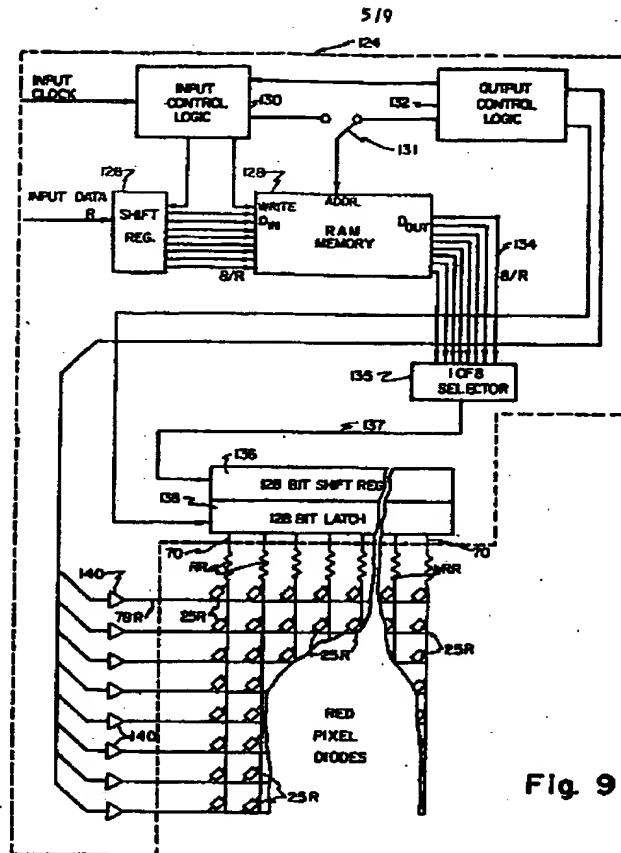 5/9
124
INPUT
CLOCK
INPUT
CONTROL
LOGIC
130
132
OUTPUT
CONTROL
LOGIC
131
128
INPUT DATA
R
SHIFT
REG.
128
WRITE
ADDR.
DIN
RAM
MEMORY
DOUT
134
8/R
8/R
135
1 OF 8
SELECTOR
137
136
128 BIT SHIFT REG
138
128 BIT LATCH
70
70
RR
RR
140
78R
25R
25R
25R
RED
PIXEL
DIODES
140
25R
Fig. 9